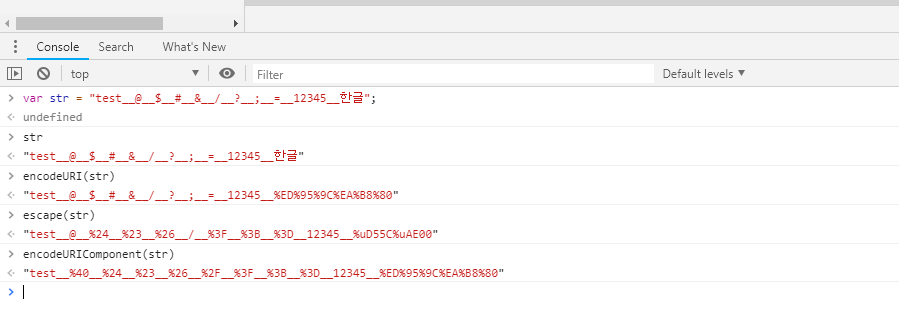 Console Search What's New
top Filter Default levels
var str = "test__@__$__#__&__/__?__;__=__12345__한글";
undefined
str
"test__@__$__#__&__/__?__;__=__12345__한글"
encodeURI(str)
"test__@__$__#__&__/__?__;__=__12345__%ED%95%9C%EA%B8%80"
escape(str)
"test__@__%24__%23__%26__/__%3F__%3B__%3D__12345__%uD55C%uAE00"
encodeURIComponent(str)
"test__%40__%24__%23__%26__%2F__%3F__%3B__%3D__12345__%ED%95%9C%EA%B8%80"